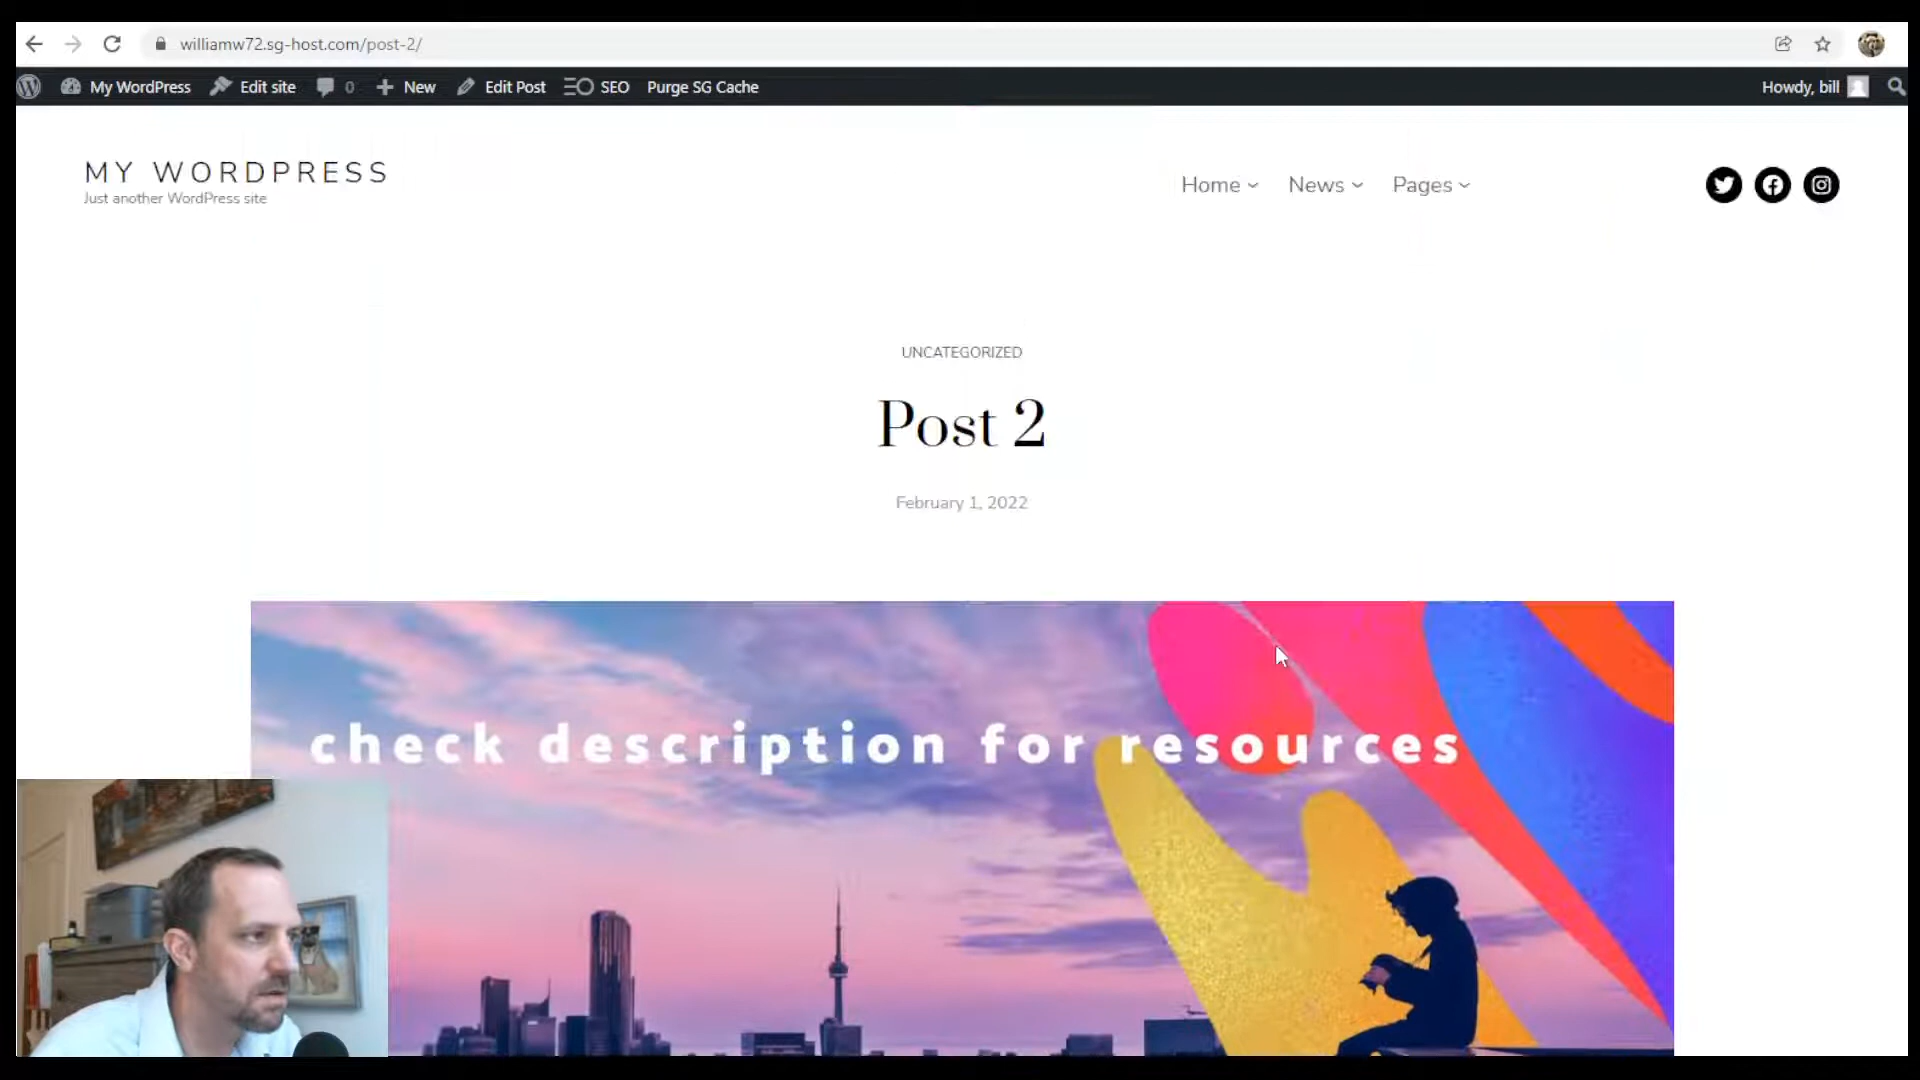 williamw72.sg-host.com/post-2/
My WordPress Edit site 0 New Edit Post SEO Purge SG Cache Howdy, bill
MY WORDPRESS
Just another WordPress site
Home News Pages
UNCATEGORIZED
Post 2
February 1, 2022
check description for resources